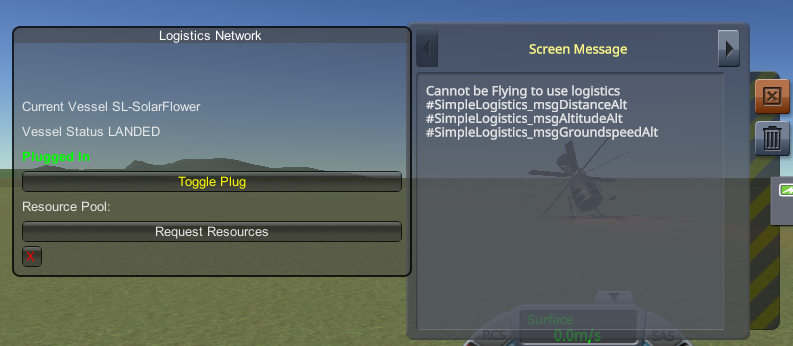 Logistics Network
Current Vessel SL-SolarFlower
Vessel Status LANDED
Plugged In
Toggle Plug
Resource Pool:
Request Resources
X
Screen Message
Cannot be Flying to use logistics
#SimpleLogistics_msgDistanceAlt
#SimpleLogistics_msgAltitudeAlt
#SimpleLogistics_msgGroundspeedAlt
Surface
RCS 0.0m/s SAS